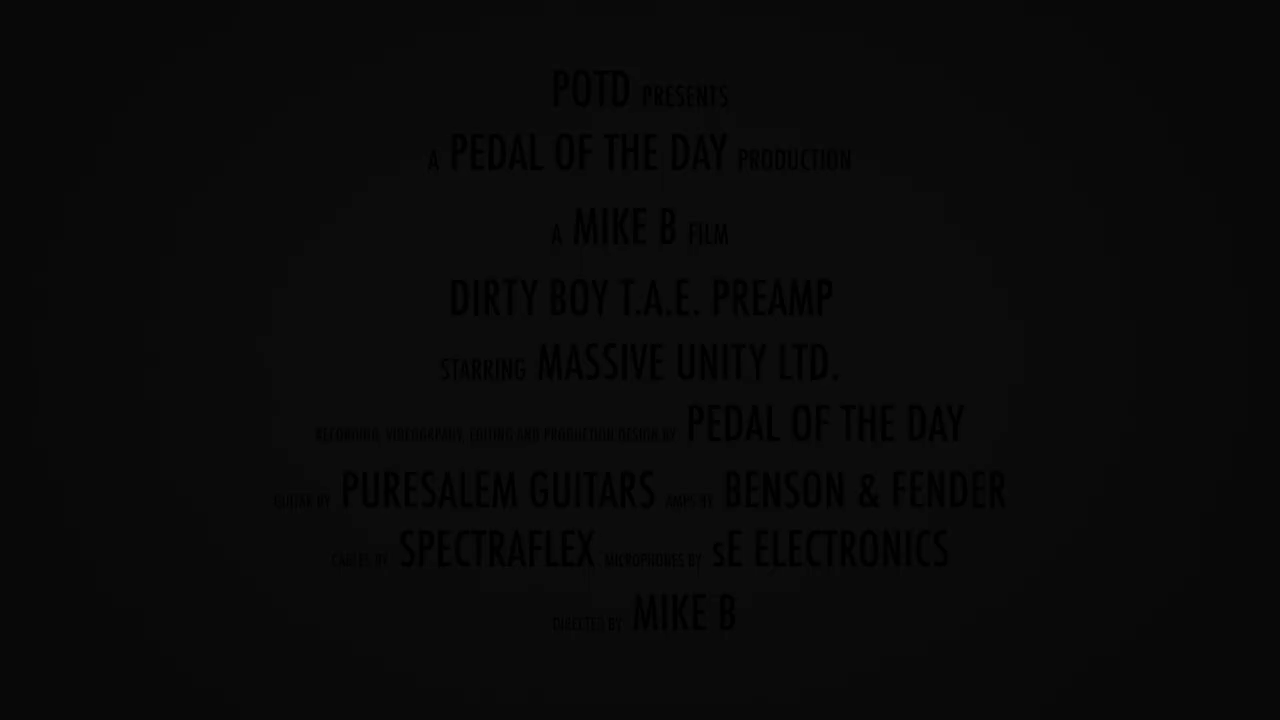 POTD PRESENTS
A PEDAL OF THE DAY PRODUCTION
A MIKE B FILM
DIRTY BOY T.A.E. PREAMP
STARRING MASSIVE UNITY LTD.
RECORDING, VIDEOGRAPHY, EDITING AND PRODUCTION DESIGN BY PEDAL OF THE DAY
GUITAR BY PURESALEM GUITARS AMPS BY BENSON & FENDER
CABLES BY SPECTRAFLEX MICROPHONES BY sE ELECTRONICS
DIRECTED BY MIKE B